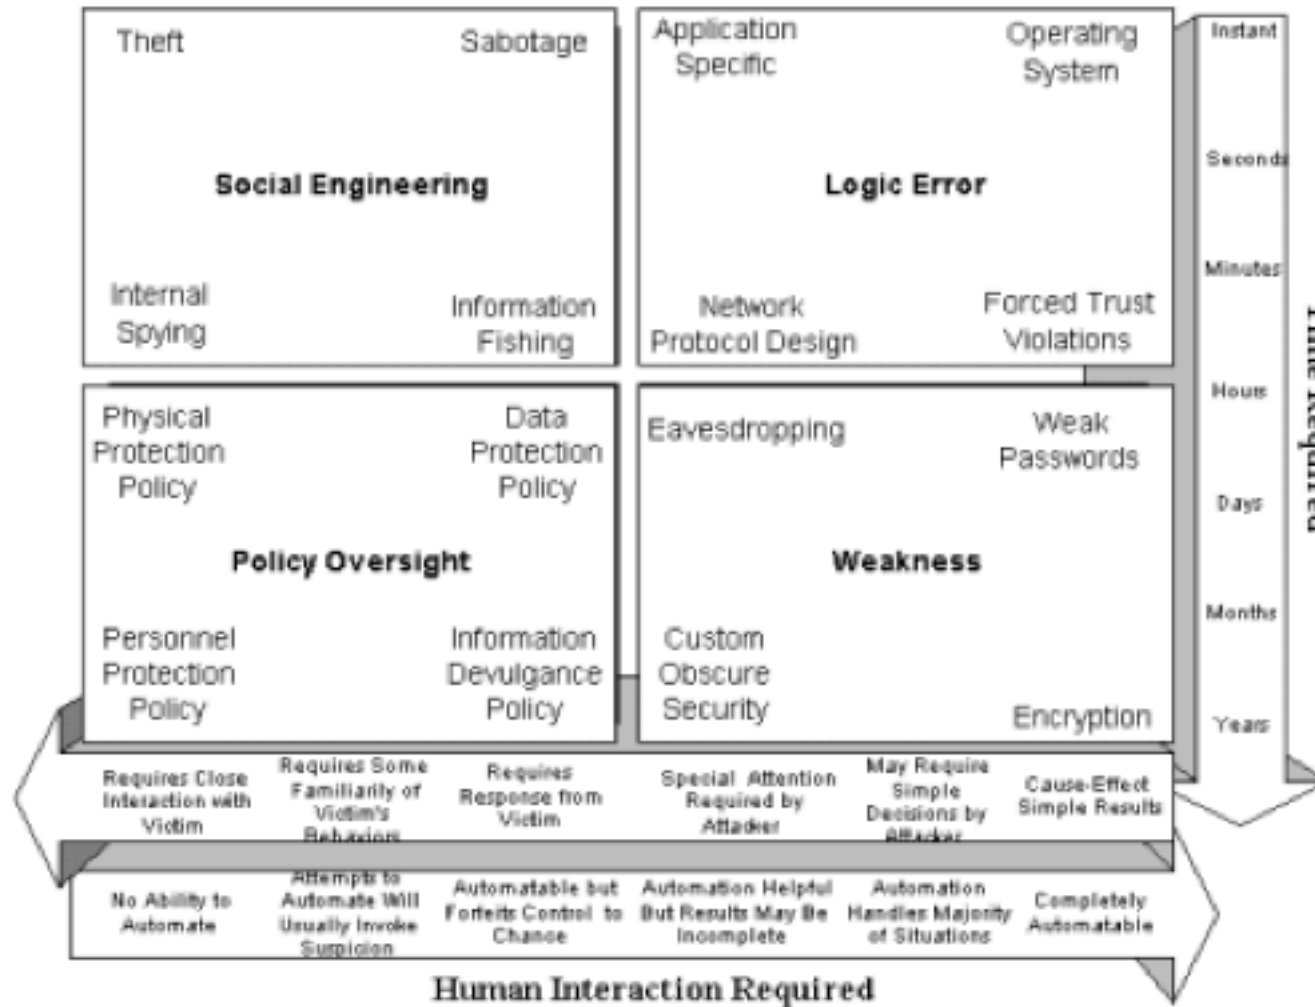 Theft
Sabotage
Social Engineering
Internal
Spying
Information
Fishing
Application
Specific
Operating
System
Logic Error
Network
Protocol Design
Forced Trust
Violations
Physical
Protection
Policy
Data
Protection
Policy
Policy Oversight
Personnel
Protection
Policy
Information
Devulgance
Policy
Eavesdropping
Weak
Passwords
Weakness
Custom
Obscure
Security
Encryption
Instant
Seconds
Minutes
Hours
Days
Months
Years
Time Required
Requires Close
Interaction with
Victim
Requires Some
Familiarily of
Victim's
Behaviors
Requires
Response from
Victim
Special Attention
Required by
Attacker
May Require
Simple
Decisions by
Attacker
Cause-Effect
Simple Results
No Ability to
Automate
Attempts to
Automate Will
Usually Invoke
Suspicion
Automatable but
Forfeits Control to
Chance
Automation Helpful
But Results May Be
Incomplete
Automation
Handles Majority
of Situations
Completely
Automatable
Human Interaction Required